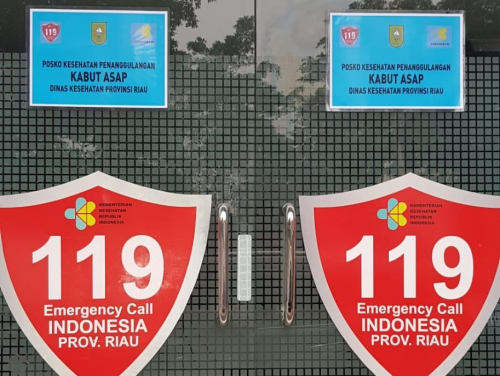 119
POSKO KESEHATAN PENANGGULANGAN
KABUT ASAP
DINAS KESEHATAN PROVINSI RIAU
119
POSKO KESEHATAN PENANGGULANGAN
KABUT ASAP
DINAS KESEHATAN PROVINSI RIAU
KEMENTERIAN
KESEHATAN
REPUBLIK
INDONESIA
119
Emergency Call
INDONESIA
PROV. RIAU
KEMENTERIAN
KESEHATAN
REPUBLIK
INDONESIA
119
Emergency Call
INDONESIA
PROV. RIAU